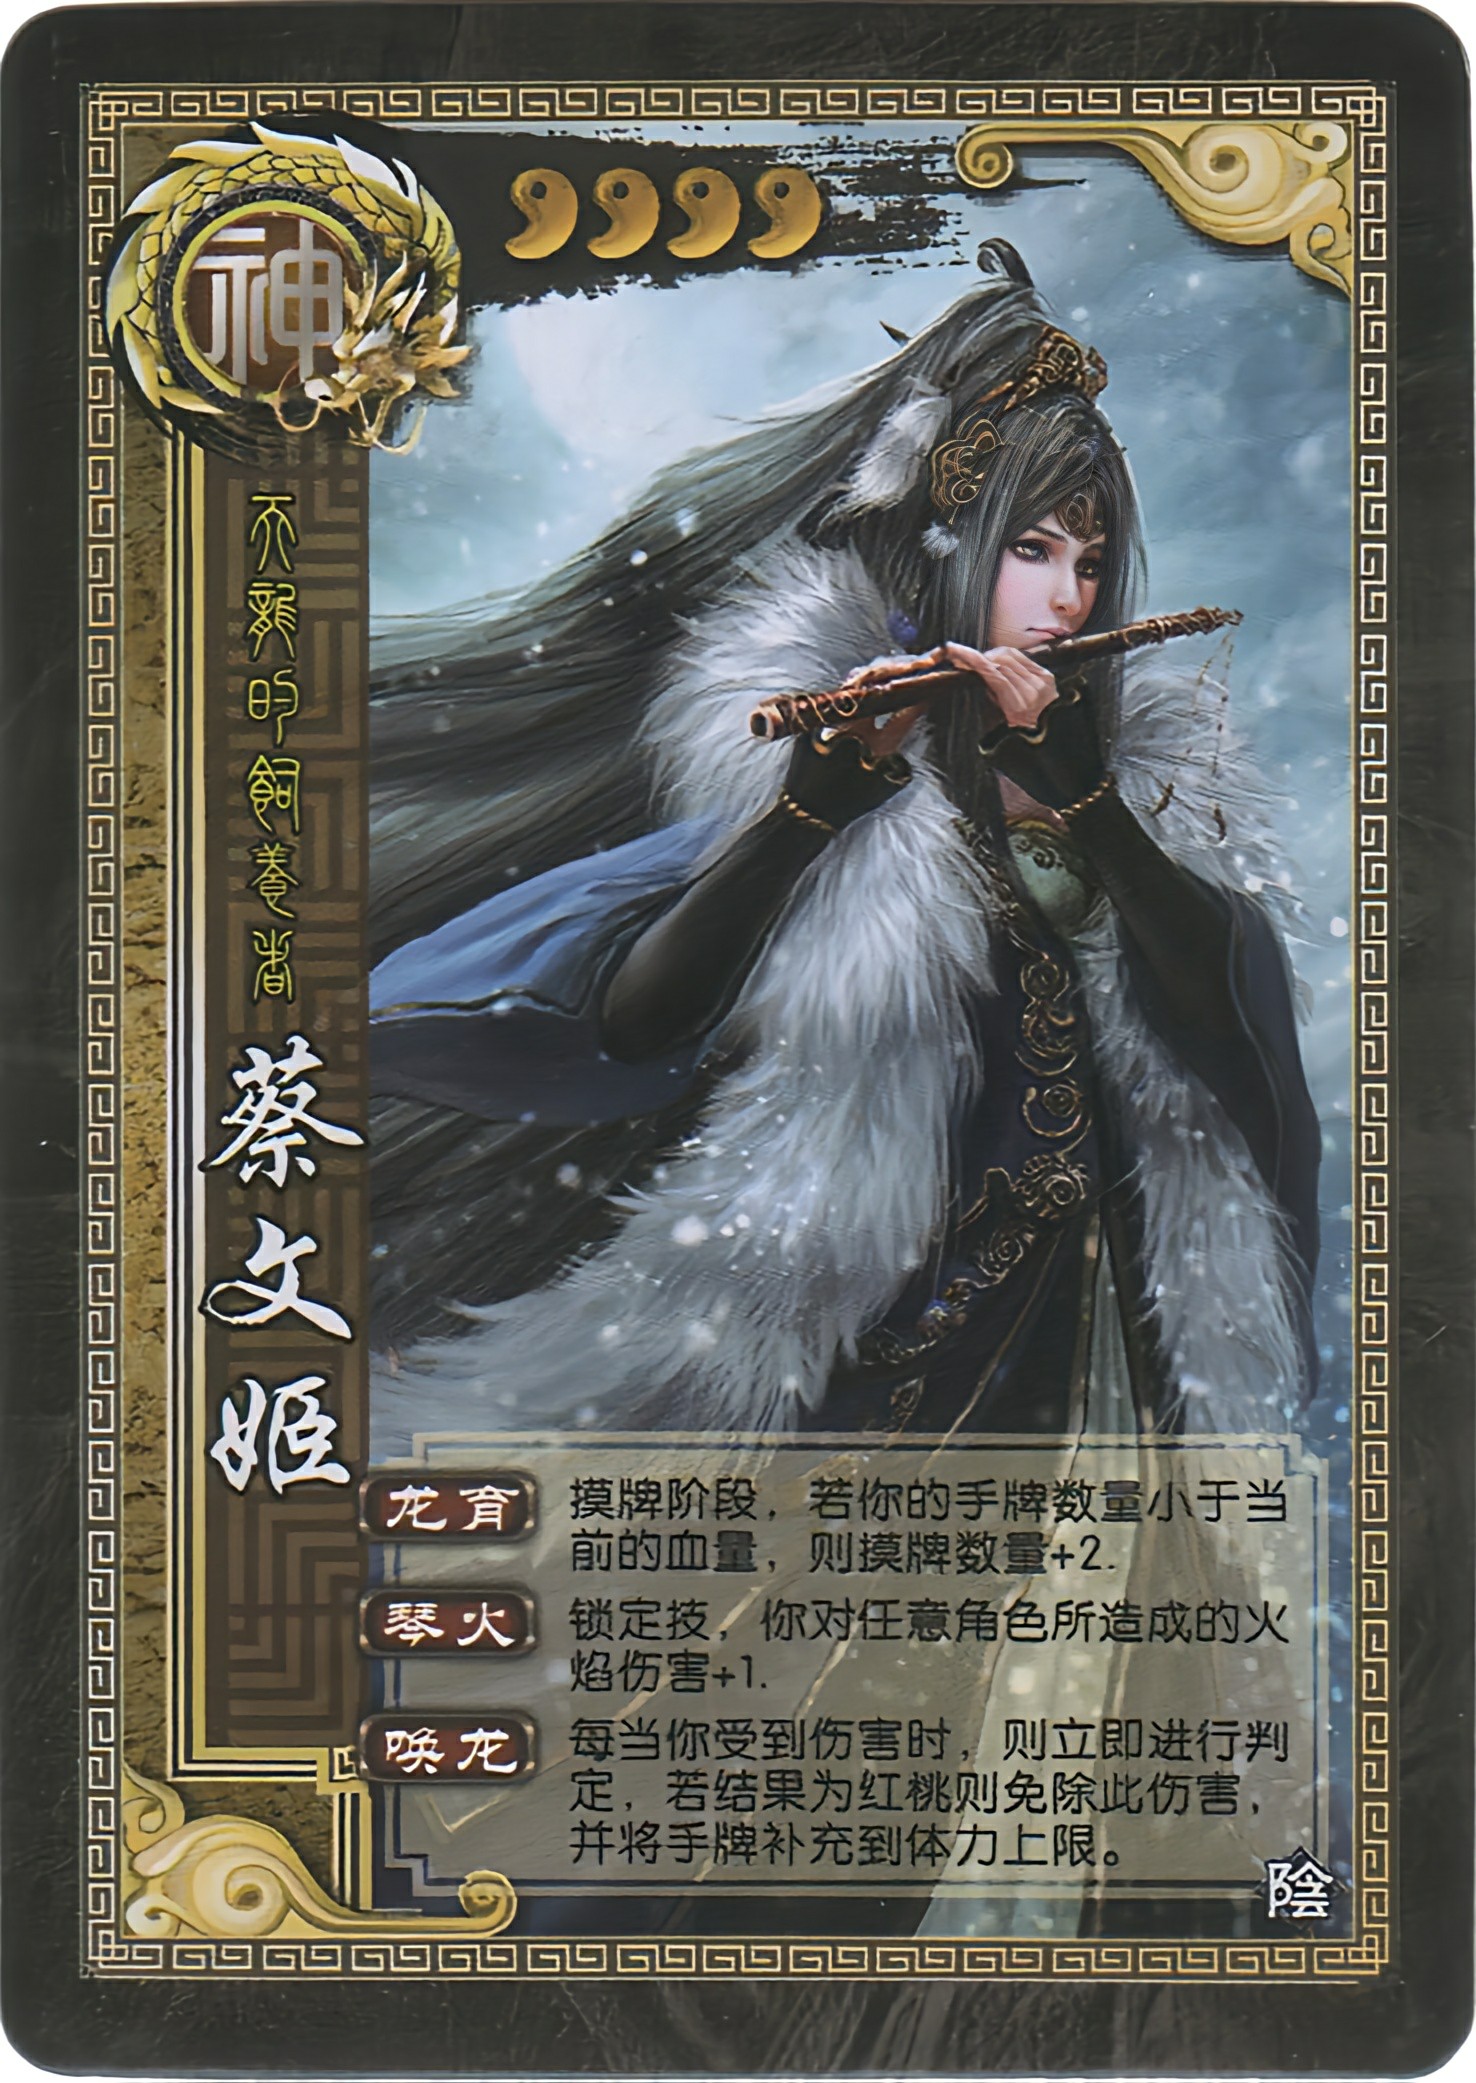 神
天龍的飼養者
蔡文姬
龙育
摸牌阶段，若你的手牌数量小于当
前的血量，则摸牌数量+2.
琴火
锁定技，你对任意角色所造成的火
焰伤害+1.
唤龙
每当你受到伤害时，则立即进行判
定，若结果为红桃则免除此伤害，
并将手牌补充到体力上限。
陰